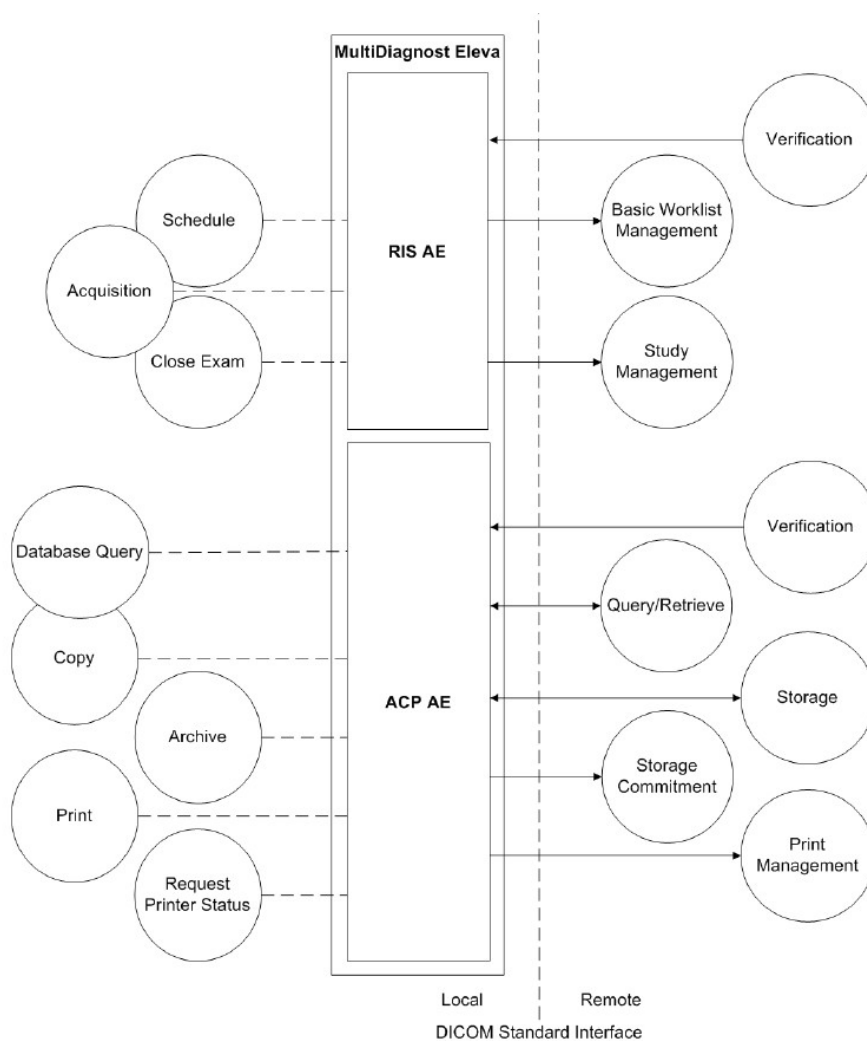 MultiDiagnost Eleva
Verification
Schedule
Basic Worklist
Management
RIS AE
Acquisition
Close Exam
Study
Management
Verification
Database Query
Query/Retrieve
Copy
ACP AE
Storage
Archive
Storage
Commitment
Print
Print
Management
Request
Printer Status
Local
Remote
DICOM Standard Interface